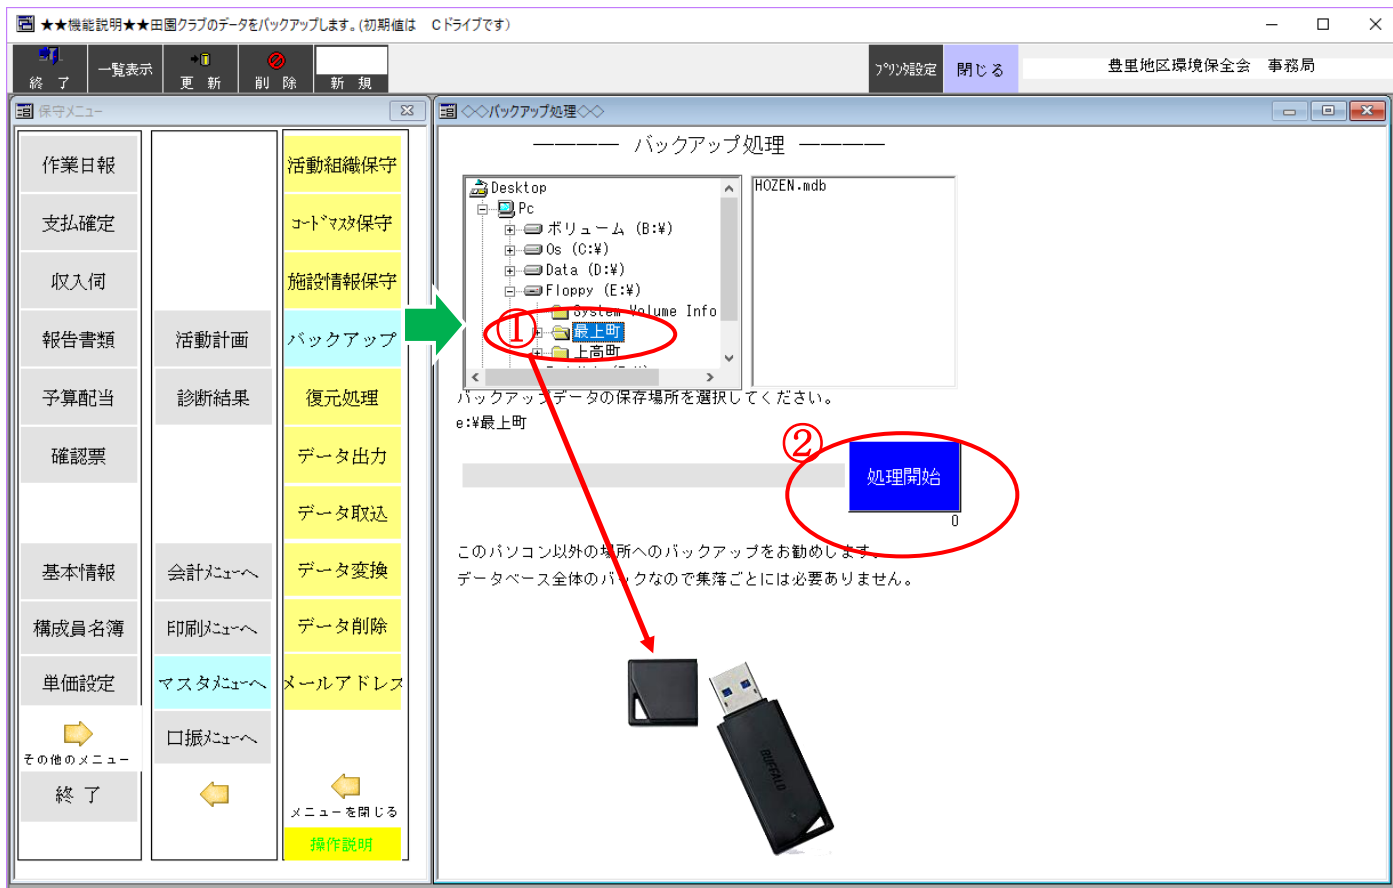 ★★機能説明★★田園クラブのデータをバックアップします。(初期値は　Cドライブです)
終 了
一覧表示
更 新
削 除
新 規
プリンタ設定
閉じる
豊里地区環境保全会　事務局
保守メニュー
作業日報
支払確定
収入伺
報告書類
予算配当
確認票
基本情報
構成員名簿
単価設定
その他のメニュー
終 了
活動計画
診断結果
会計メニューへ
印刷メニューへ
マスタメニューへ
口振メニューへ
活動組織保守
コードマスタ保守
施設情報保守
バックアップ
復元処理
データ出力
データ取込
データ変換
データ削除
メールアドレス
メニューを閉じる
操作説明
◇◇バックアップ処理◇◇
———— バックアップ処理 ————
Desktop
Pc
ボリューム (B:¥)
Os (C:¥)
Data (D:¥)
Floppy (E:¥)
System Volume Info
①
最上町
上高町
HOZEN.mdb
バックアップデータの保存場所を選択してください。
e:¥最上町
②
処理開始
0
このパソコン以外の場所へのバックアップをお勧めします。
データベース全体のバックなので集落ごとには必要ありません。
BUFFALO